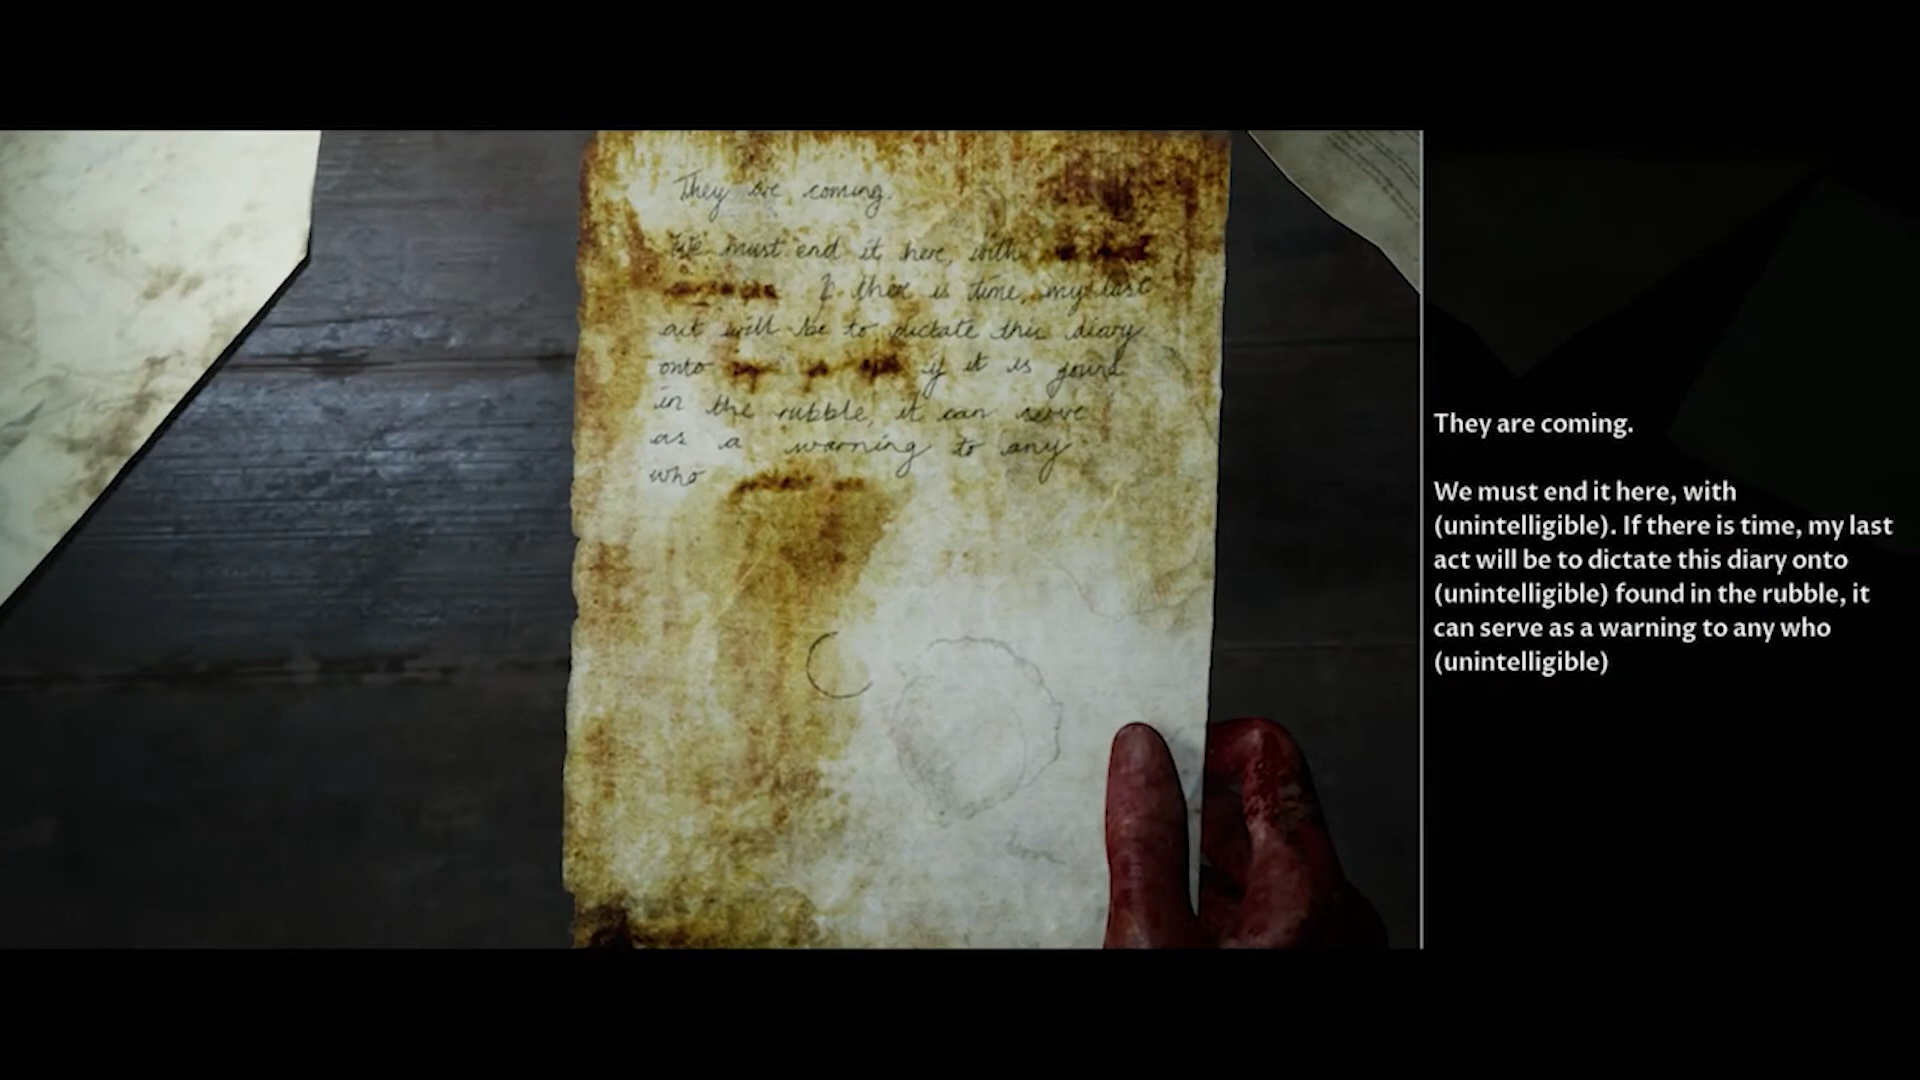 They are coming.
We must end it here, with
If there is time, my last
act will be to dictate this diary
onto if it is found
in the rubble, it can serve
as a warning to any
who
They are coming.
We must end it here, with
(unintelligible). If there is time, my last
act will be to dictate this diary onto
(unintelligible) found in the rubble, it
can serve as a warning to any who
(unintelligible)